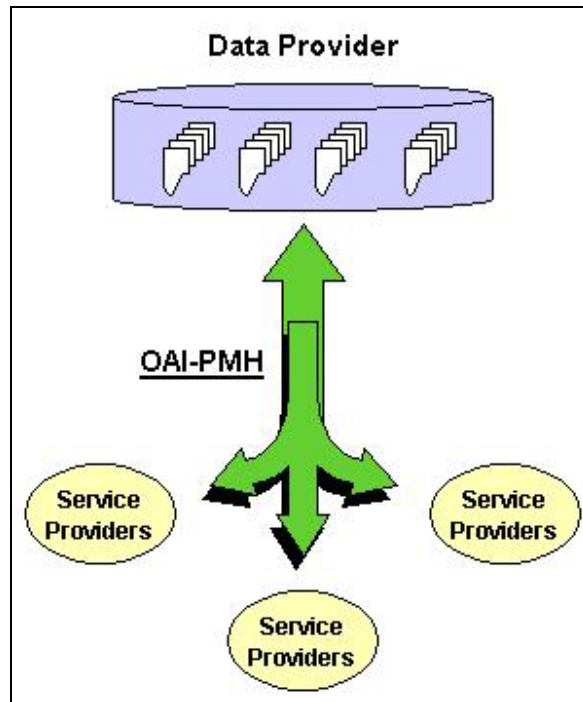 Data Provider
OAI-PMH
Service
Providers
Service
Providers
Service
Providers